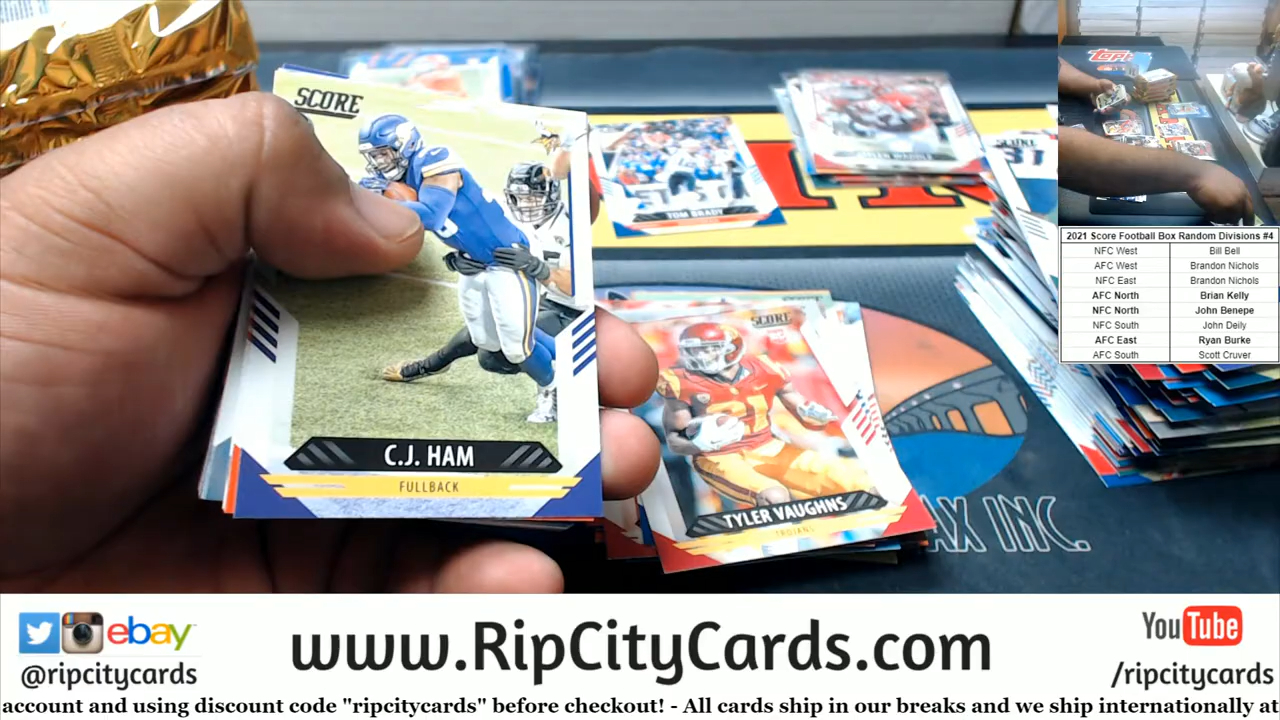 SCORE
C.J. HAM
FULLBACK
TOM BRADY
SCORE
TYLER VAUGHNS
TROJANS
AX INC.
31
TOPPS
2021 Score Football Box Random Divisions #4
NFC West Bill Bell
AFC West Brandon Nichols
NFC East Brandon Nichols
AFC North Brian Kelly
NFC North John Benepe
NFC South John Deily
AFC East Ryan Burke
AFC South Scott Cruver
ebay
@ripcitycards
www.RipCityCards.com
YouTube
/ripcitycards
account and using discount code "ripcitycards" before checkout! - All cards ship in our breaks and we ship internationally at